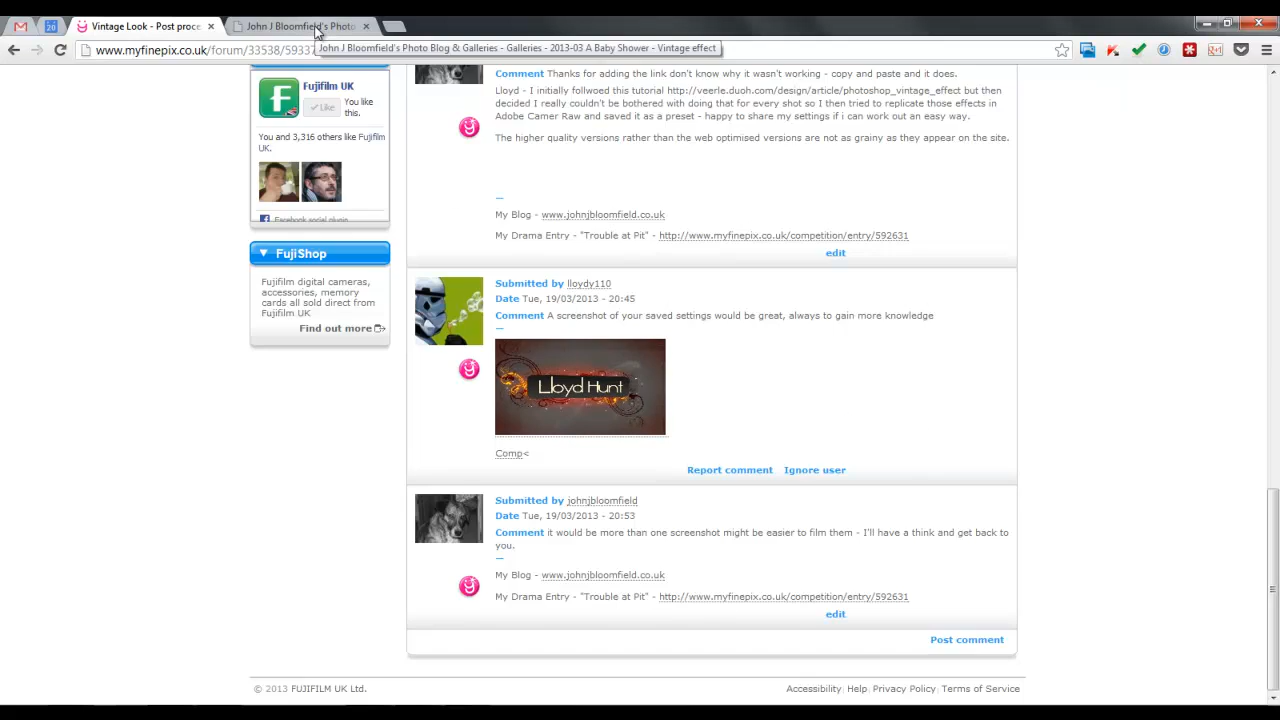 20
Vintage Look - Post proce
John J Bloomfield's Photo
www.myfinepix.co.uk/forum/33538/5933
John J Bloomfield's Photo Blog & Galleries - Galleries - 2013-03 A Baby Shower - Vintage effect
Fujifilm UK
Like
You like this.
You and 3,316 others like Fujifilm
UK.
Facebook social plugin
FujiShop
Fujifilm digital cameras,
accessories, memory
cards all sold direct from
Fujifilm UK
Find out more
Comment Thanks for adding the link don't know why it wasn't working - copy and paste and it does.
Lloyd - I initially follwoed this tutorial http://veerle.duoh.com/design/article/photoshop_vintage_effect but then
decided I really couldn't be bothered with doing that for every shot so I then tried to replicate those effects in
Adobe Camer Raw and saved it as a preset - happy to share my settings if i can work out an easy way.
The higher quality versions rather than the web optimised versions are not as grainy as they appear on the site.
—
My Blog - www.johnjbloomfield.co.uk
My Drama Entry - "Trouble at Pit" - http://www.myfinepix.co.uk/competition/entry/592631
edit
Submitted by lloydy110
Date Tue, 19/03/2013 - 20:45
Comment A screenshot of your saved settings would be great, always to gain more knowledge
—
Lloyd Hunt
Comp<
Report comment Ignore user
Submitted by johnjbloomfield
Date Tue, 19/03/2013 - 20:53
Comment it would be more than one screenshot might be easier to film them - I'll have a think and get back to
you.
—
My Blog - www.johnjbloomfield.co.uk
My Drama Entry - "Trouble at Pit" - http://www.myfinepix.co.uk/competition/entry/592631
edit
Post comment
© 2013 FUJIFILM UK Ltd.
Accessibility | Help | Privacy Policy | Terms of Service